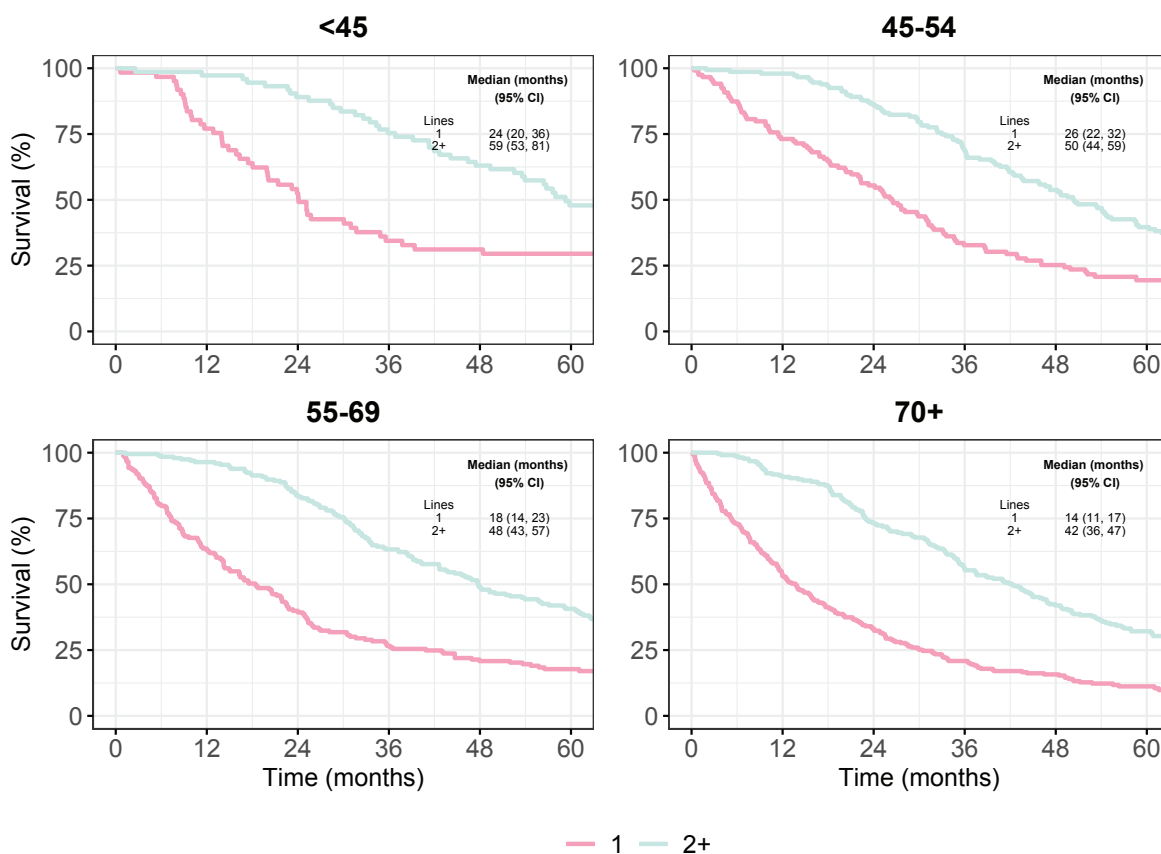 <45
45-54
Survival (%)
100
75
50
25
0
Median (months)
(95% CI)
Lines
1 24 (20, 36)
2+ 59 (53, 81)
0 12 24 36 48 60
100
75
50
25
0
Median (months)
(95% CI)
Lines
1 26 (22, 32)
2+ 50 (44, 59)
0 12 24 36 48 60
55-69
70+
Survival (%)
100
75
50
25
0
Median (months)
(95% CI)
Lines
1 18 (14, 23)
2+ 48 (43, 57)
0 12 24 36 48 60
Time (months)
100
75
50
25
0
Median (months)
(95% CI)
Lines
1 14 (11, 17)
2+ 42 (36, 47)
0 12 24 36 48 60
Time (months)
1 2+